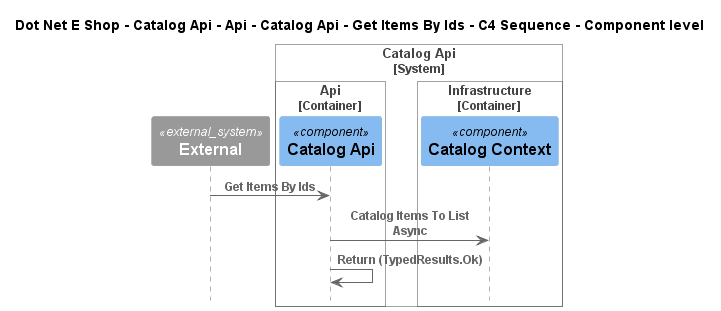 Dot Net E Shop - Catalog Api - Api - Catalog Api - Get Items By Ids - C4 Sequence - Component level
Catalog Api
[System]
Api
[Container]
Infrastructure
[Container]
«external_system»
External
«component»
Catalog Api
«component»
Catalog Context
Get Items By Ids
Catalog Items To List
Async
Return (TypedResults.Ok)